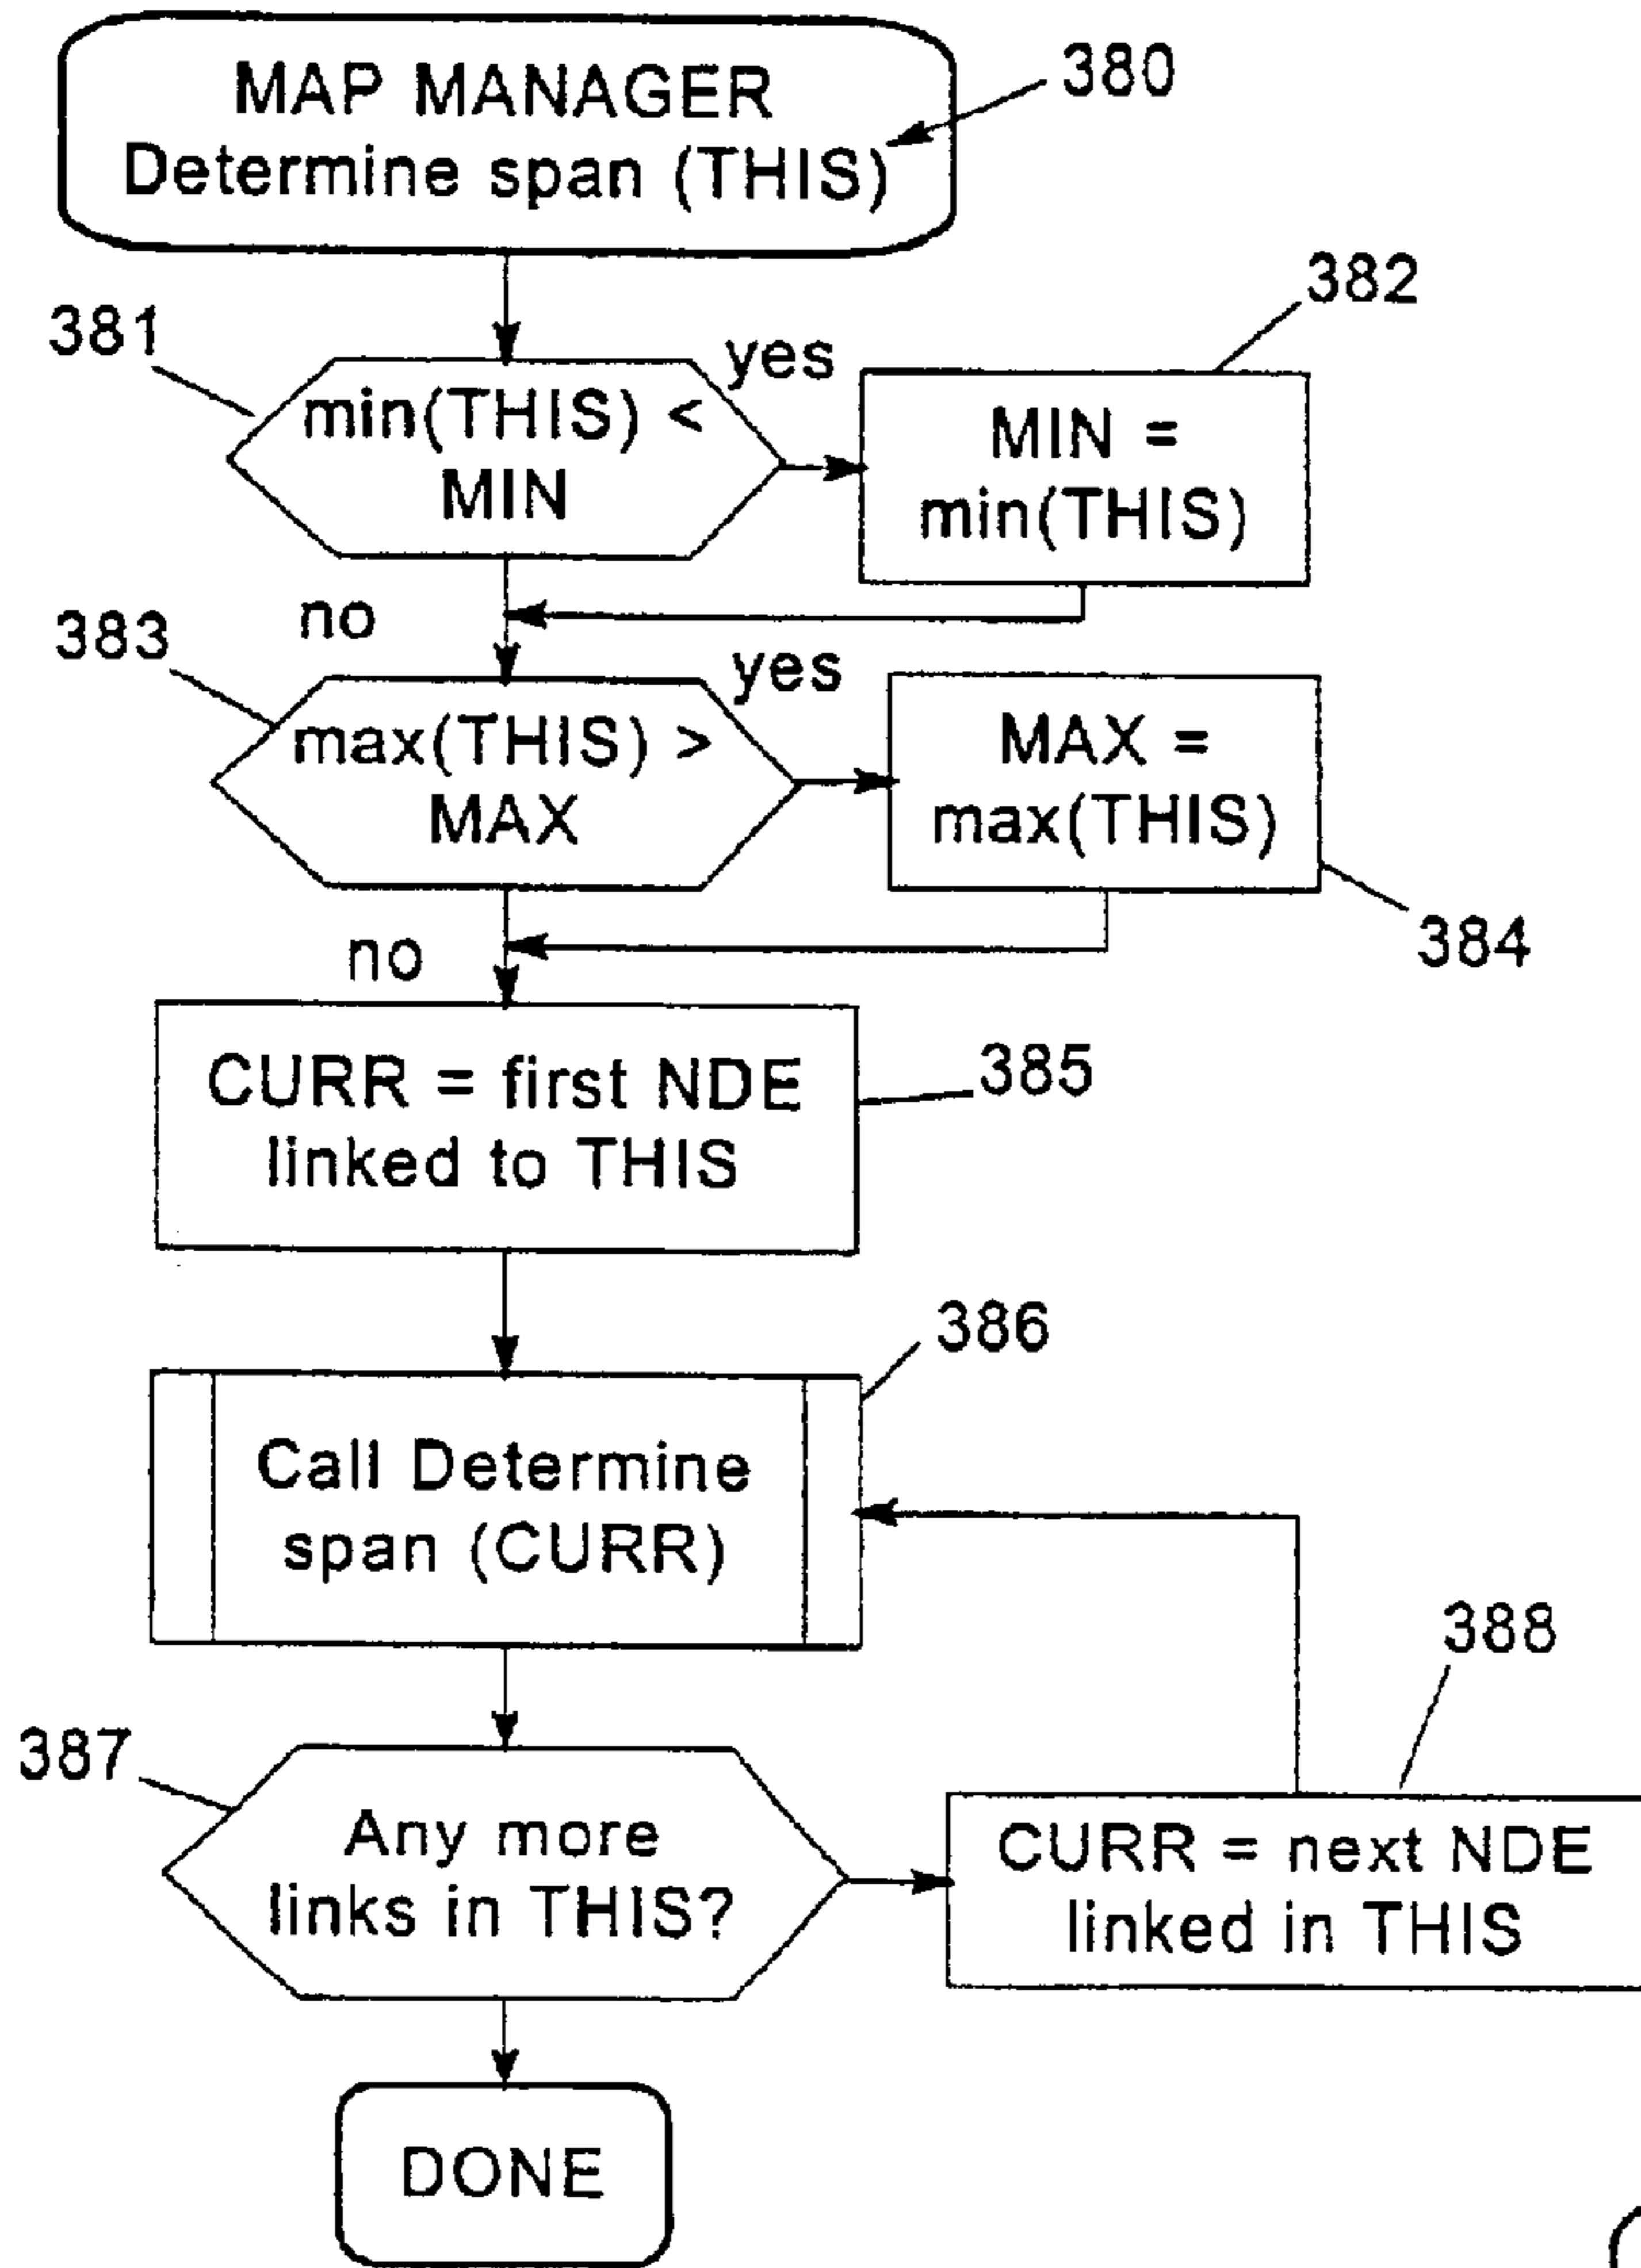 MAP MANAGER
Determine span (THIS)
380
381
min(THIS) <
MIN
yes
382
MIN =
min(THIS)
no
383
max(THIS) >
MAX
yes
MAX =
max(THIS)
384
no
CURR = first NDE
linked to THIS
385
386
Call Determine
span (CURR)
387
Any more
links in THIS?
388
CURR = next NDE
linked in THIS
DONE